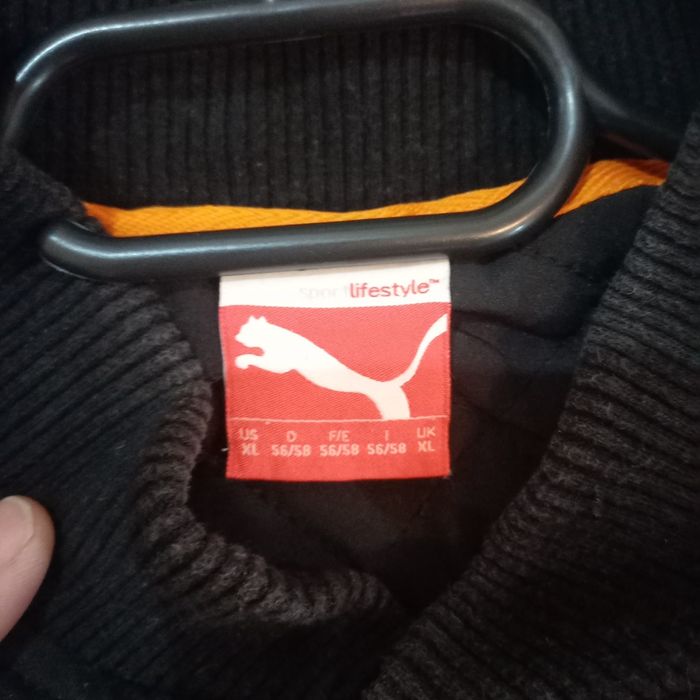 sportlifestyle™
US D F/E I UK
XL 56/58 56/58 56/58 XL